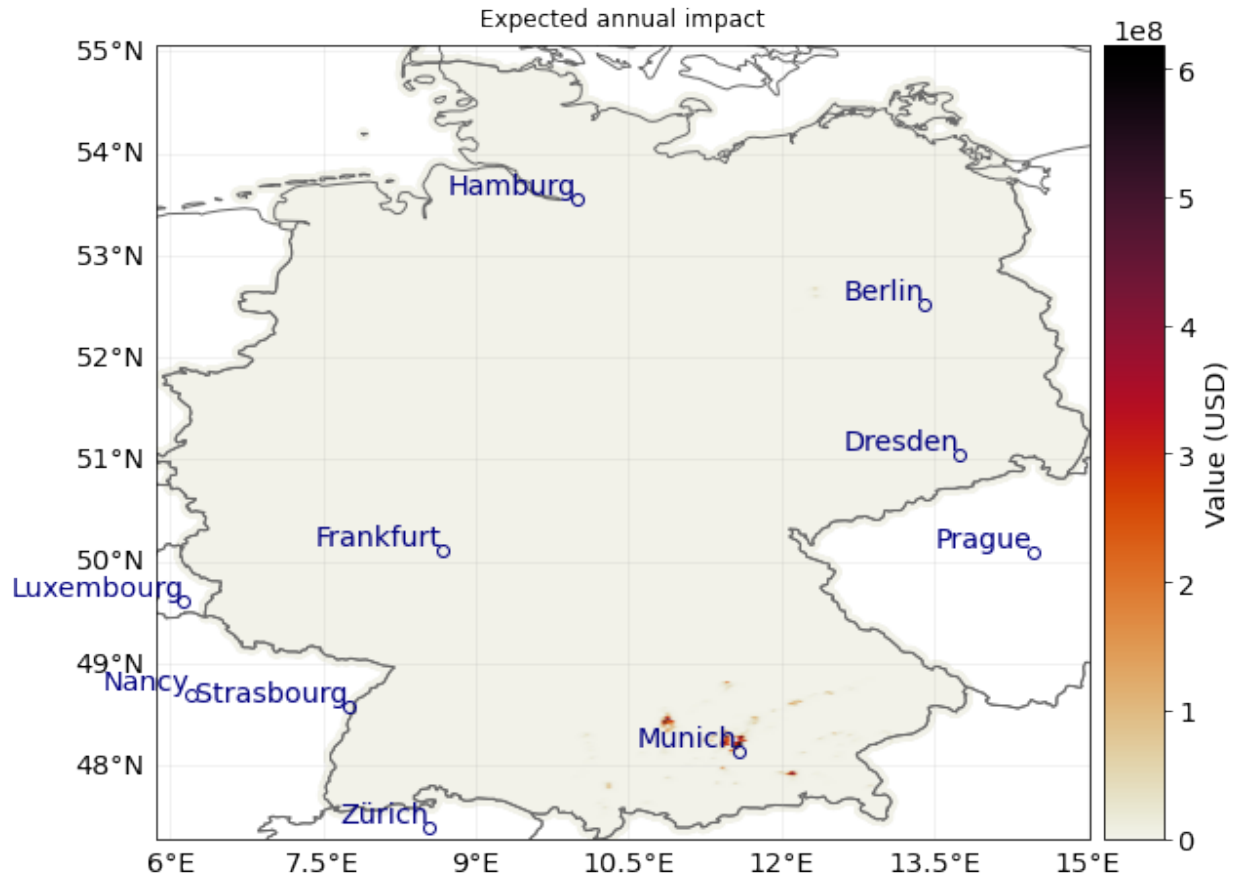 Expected annual impact
1e8
55°N
54°N
53°N
52°N
51°N
50°N
49°N
48°N
6°E
7.5°E
9°E
10.5°E
12°E
13.5°E
15°E
Hamburg
Berlin
Dresden
Frankfurt
Prague
Luxembourg
Nancy
Strasbourg
Munich
Zürich
6
5
4
3
2
1
0
Value (USD)